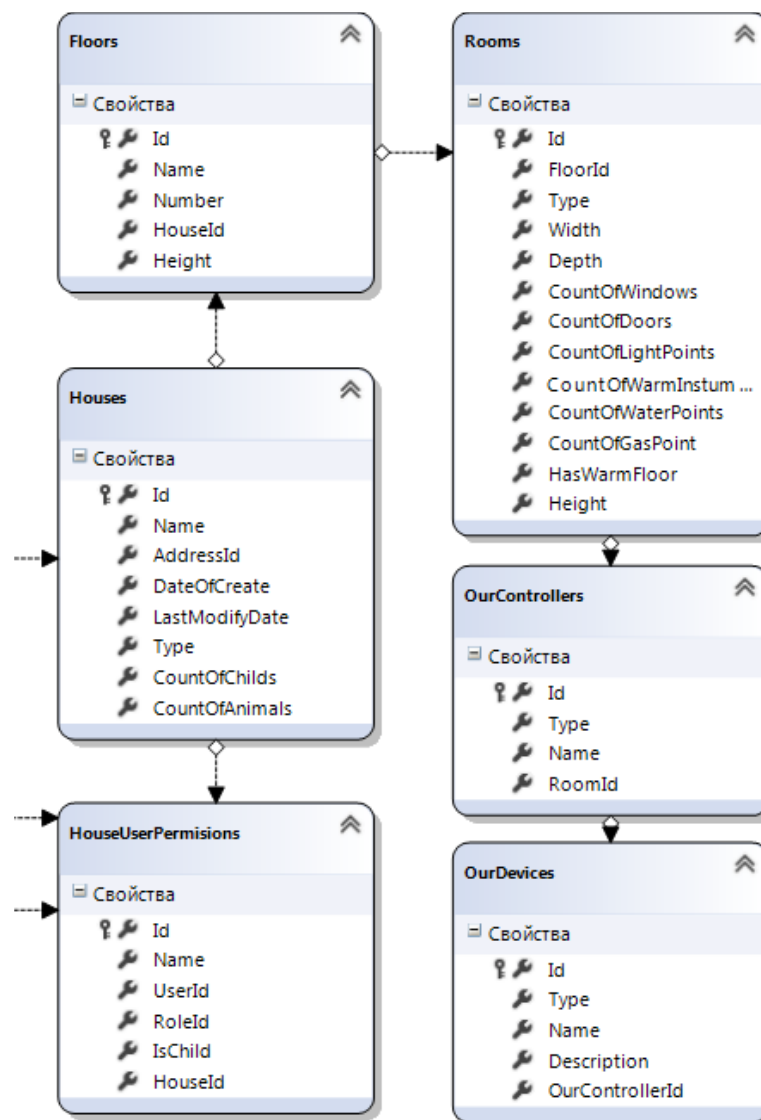 Floors
Свойства
Id
Name
Number
HouseId
Height
Houses
Свойства
Id
Name
AddressId
DateOfCreate
LastModifyDate
Type
CountOfChilds
CountOfAnimals
HouseUserPermisions
Свойства
Id
Name
UserId
RoleId
IsChild
HouseId
Rooms
Свойства
Id
FloorId
Type
Width
Depth
CountOfWindows
CountOfDoors
CountOfLightPoints
CountOfWarmInstum ...
CountOfWaterPoints
CountOfGasPoint
HasWarmFloor
Height
OurControllers
Свойства
Id
Type
Name
RoomId
OurDevices
Свойства
Id
Type
Name
Description
OurControllerId